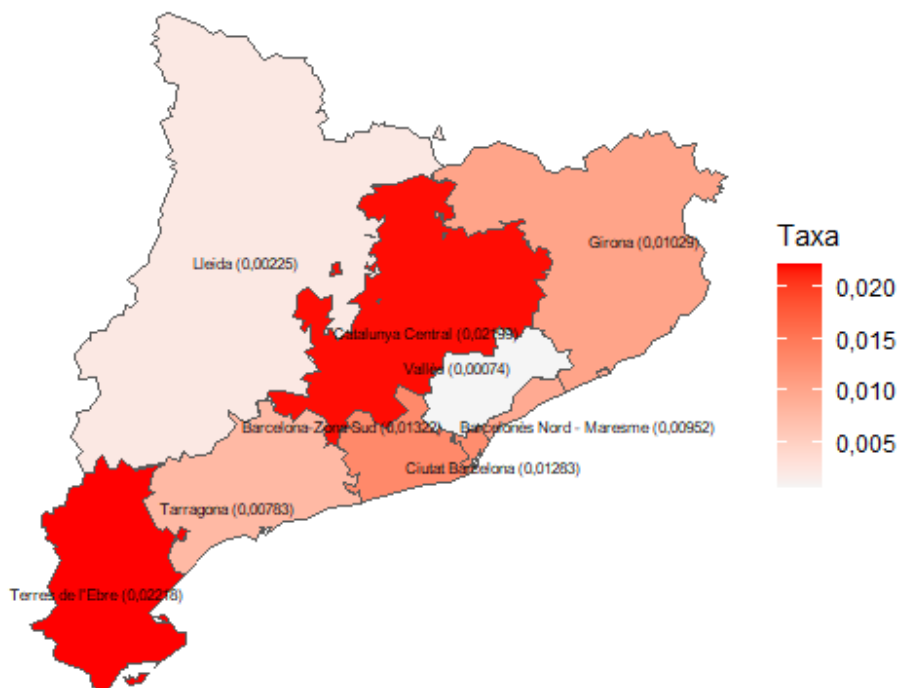 Girona (0,01029)
Taxa
Lleida (0,00225)
0,020
Catalunya Central (0,02199)
0,015
Vallès (0,00074)
0,010
Barcelona-Zona Sud (0,01322)
Barcelonès Nord - Maresme (0,00952)
0,005
Ciutat Barcelona (0,01283)
Tarragona (0,00783)
Terres de l'Ebre (0,02218)